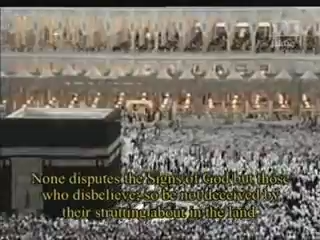 None disputes the Signs of God but those
who disbelieve; so be not deceived by
their strutting about in the land.